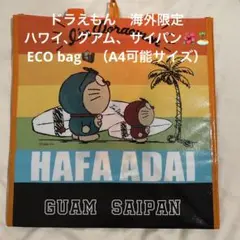 ドラえもん　海外限定
ハワイ、グアム、サイパン🌺🏝
ECO bag🛍（A4可能サイズ）
I'm Doraemon
HAFA ADAI
GUAM SAIPAN